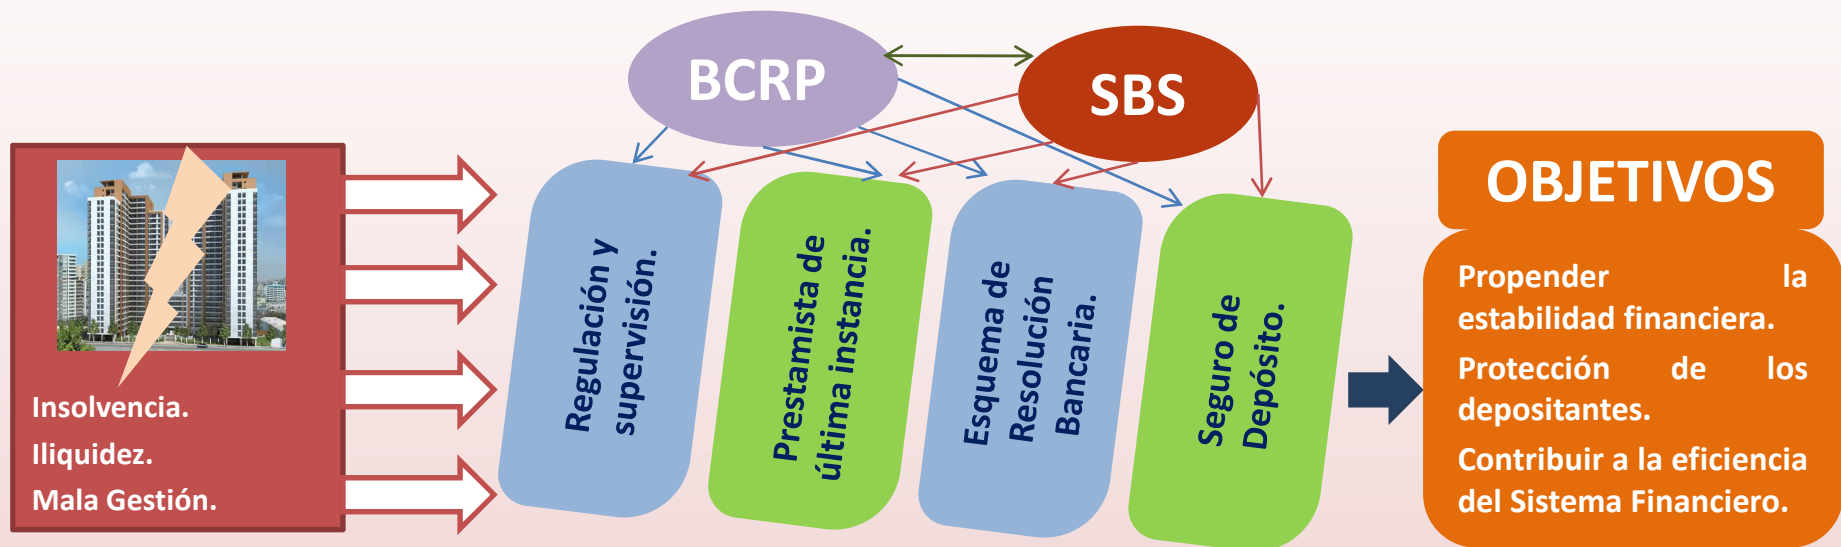 BCRP
SBS
Insolvencia.
Iliquidez.
Mala Gestión.
Regulación y
supervisión.
Prestamista de
última instancia.
Esquema de
Resolución
Bancaria.
Seguro de
Depósito.
OBJETIVOS
Propender la
estabilidad financiera.
Protección de los
depositantes.
Contribuir a la eficiencia
del Sistema Financiero.